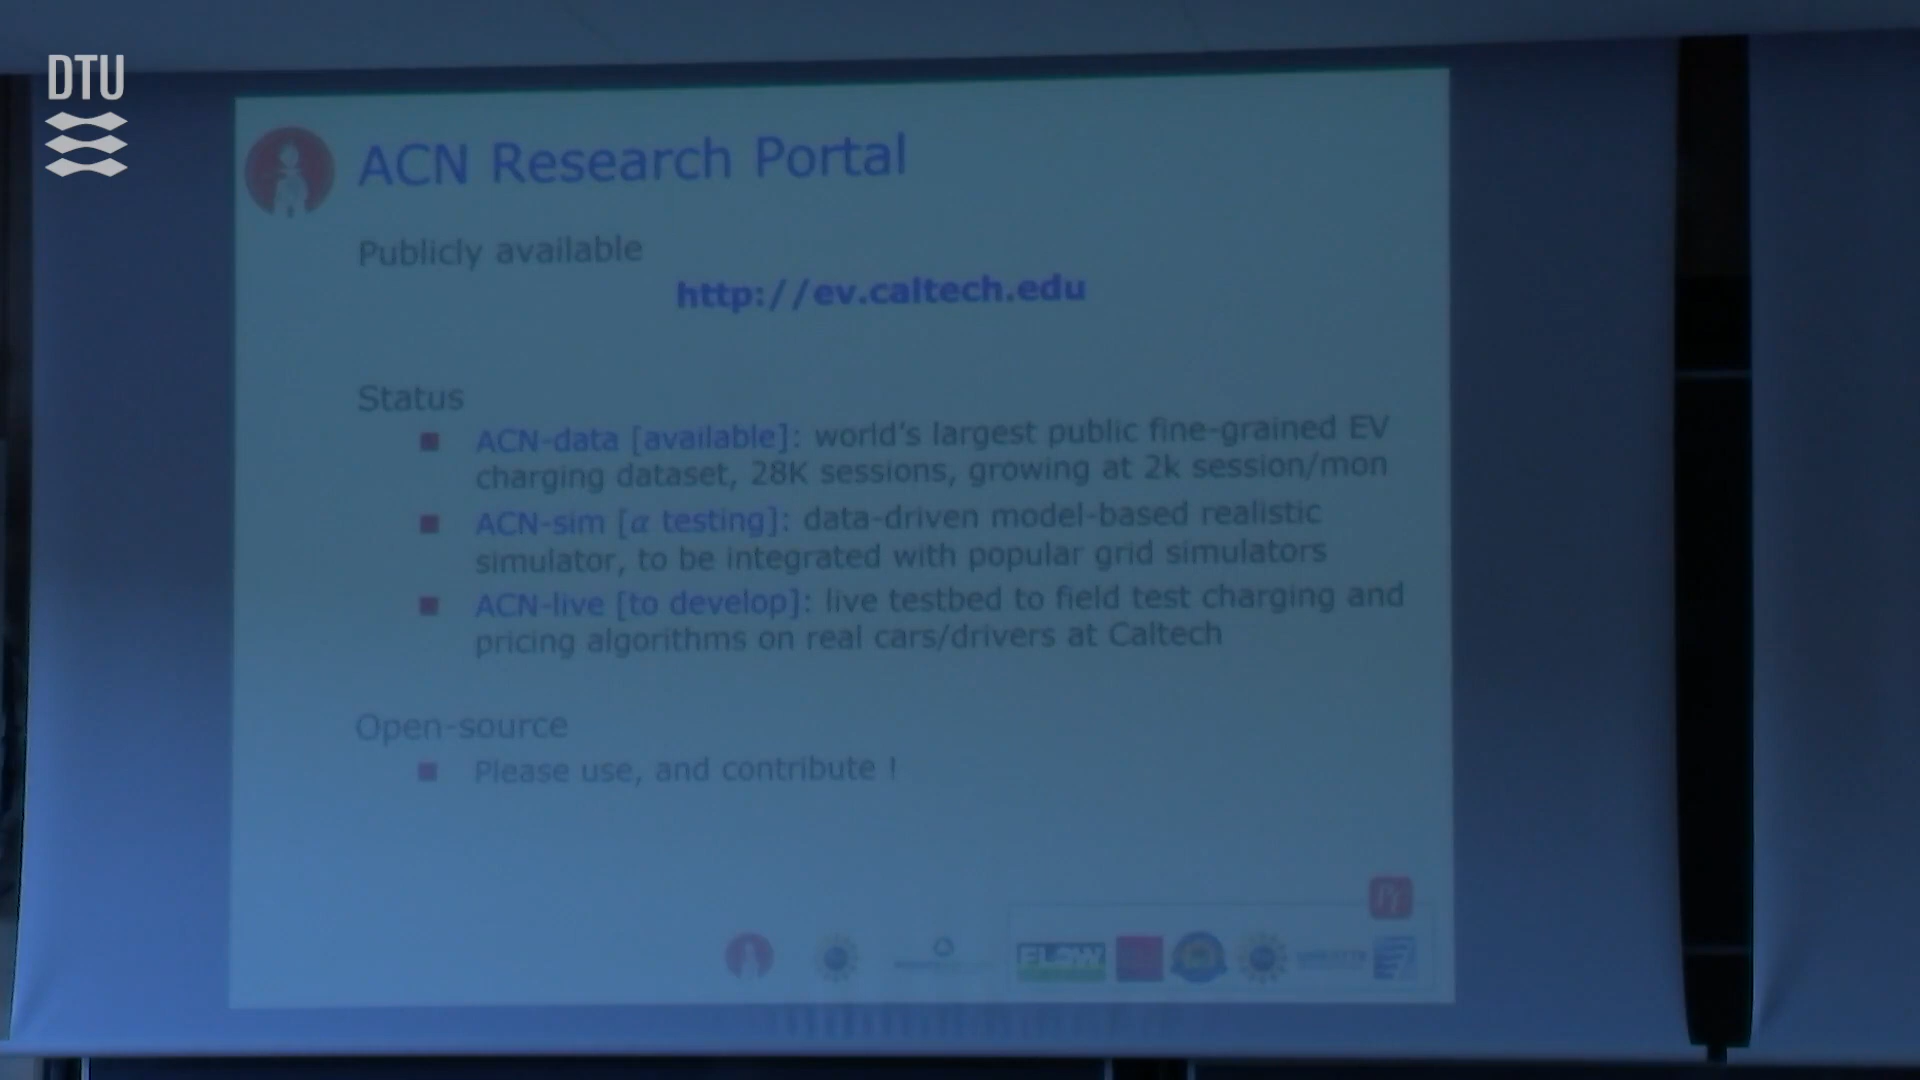 DTU
ACN Research Portal
Publicly available
http://ev.caltech.edu
Status
ACN-data [available]: world's largest public fine-grained EV
charging dataset, 28K sessions, growing at 2k session/mon
ACN-sim [α testing]: data-driven model-based realistic
simulator, to be integrated with popular grid simulators
ACN-live [to develop]: live testbed to field test charging and
pricing algorithms on real cars/drivers at Caltech
Open-source
Please use, and contribute !
FLOW